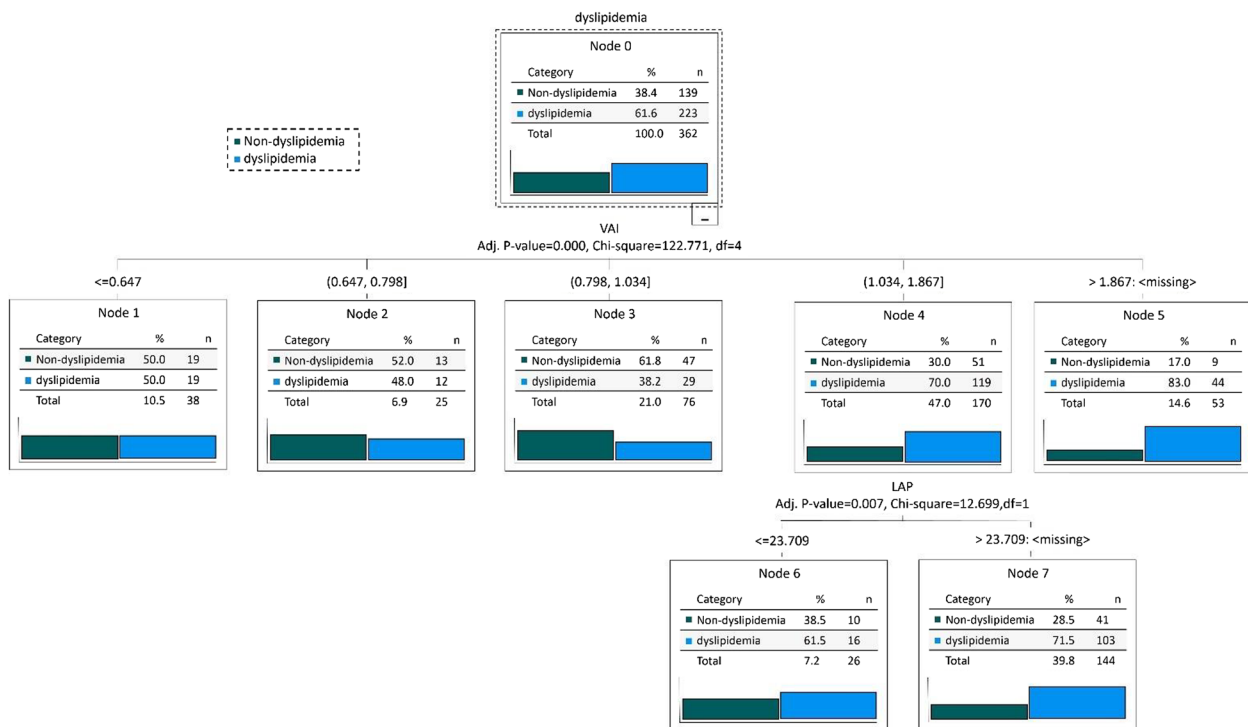 dyslipidemia
Node 0
Category % n
Non-dyslipidemia 38.4 139
dyslipidemia 61.6 223
Total 100.0 362
Non-dyslipidemia
dyslipidemia
VAI
Adj. P-value=0.000, Chi-square=122.771, df=4
<=0.647
(0.647, 0.798]
(0.798, 1.034]
(1.034, 1.867]
> 1.867: <missing>
Node 1
Category % n
Non-dyslipidemia 50.0 19
dyslipidemia 50.0 19
Total 10.5 38
Node 2
Category % n
Non-dyslipidemia 52.0 13
dyslipidemia 48.0 12
Total 6.9 25
Node 3
Category % n
Non-dyslipidemia 61.8 47
dyslipidemia 38.2 29
Total 21.0 76
Node 4
Category % n
Non-dyslipidemia 30.0 51
dyslipidemia 70.0 119
Total 47.0 170
Node 5
Category % n
Non-dyslipidemia 17.0 9
dyslipidemia 83.0 44
Total 14.6 53
LAP
Adj. P-value=0.007, Chi-square=12.699,df=1
<=23.709
> 23.709: <missing>
Node 6
Category % n
Non-dyslipidemia 38.5 10
dyslipidemia 61.5 16
Total 7.2 26
Node 7
Category % n
Non-dyslipidemia 28.5 41
dyslipidemia 71.5 103
Total 39.8 144